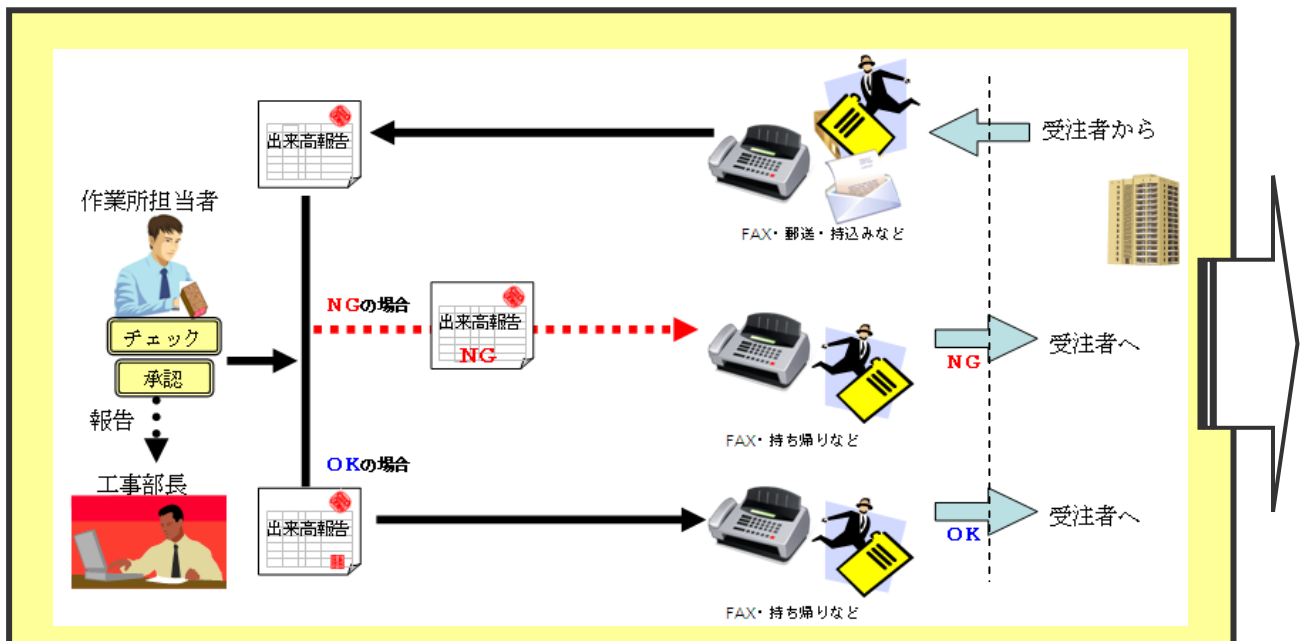 出来高報告
受注者から
作業所担当者
FAX・郵送・持込みなど
NGの場合
出来高報告
NG
チェック
承認
NG
受注者へ
報告
FAX・持ち帰りなど
OKの場合
工事部長
出来高報告
OK
受注者へ
FAX・持ち帰りなど